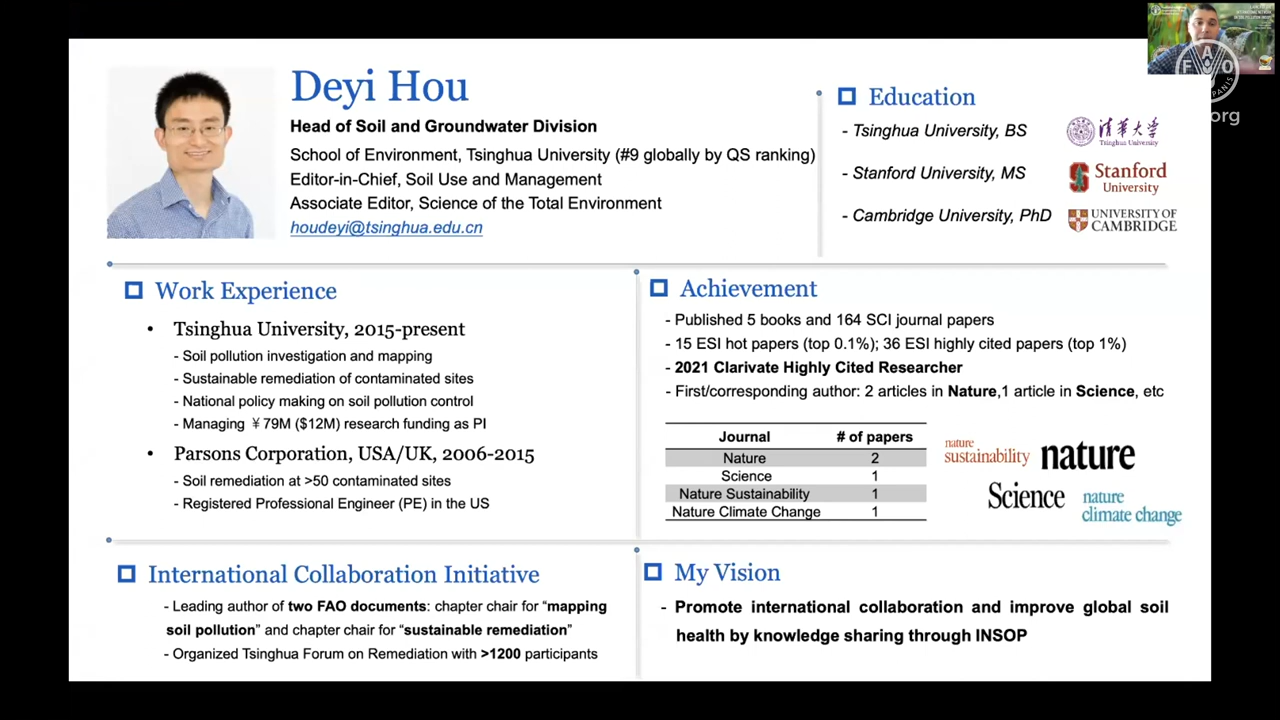 Deyi Hou
Head of Soil and Groundwater Division
School of Environment, Tsinghua University (#9 globally by QS ranking)
Editor-in-Chief, Soil Use and Management
Associate Editor, Science of the Total Environment
houdeyi@tsinghua.edu.cn
Education
- Tsinghua University, BS
清华大学
Tsinghua University
- Stanford University, MS
Stanford
University
- Cambridge University, PhD
UNIVERSITY OF
CAMBRIDGE
FAO
PANIS
org
Work Experience
• Tsinghua University, 2015-present
- Soil pollution investigation and mapping
- Sustainable remediation of contaminated sites
- National policy making on soil pollution control
- Managing ¥79M ($12M) research funding as PI
• Parsons Corporation, USA/UK, 2006-2015
- Soil remediation at >50 contaminated sites
- Registered Professional Engineer (PE) in the US
Achievement
- Published 5 books and 164 SCI journal papers
- 15 ESI hot papers (top 0.1%); 36 ESI highly cited papers (top 1%)
- 2021 Clarivate Highly Cited Researcher
- First/corresponding author: 2 articles in Nature,1 article in Science, etc
Journal # of papers
Nature 2
Science 1
Nature Sustainability 1
Nature Climate Change 1
nature
sustainability
nature
Science
nature
climate change
International Collaboration Initiative
- Leading author of two FAO documents: chapter chair for “mapping
soil pollution” and chapter chair for “sustainable remediation”
- Organized Tsinghua Forum on Remediation with >1200 participants
My Vision
- Promote international collaboration and improve global soil
health by knowledge sharing through INSOP